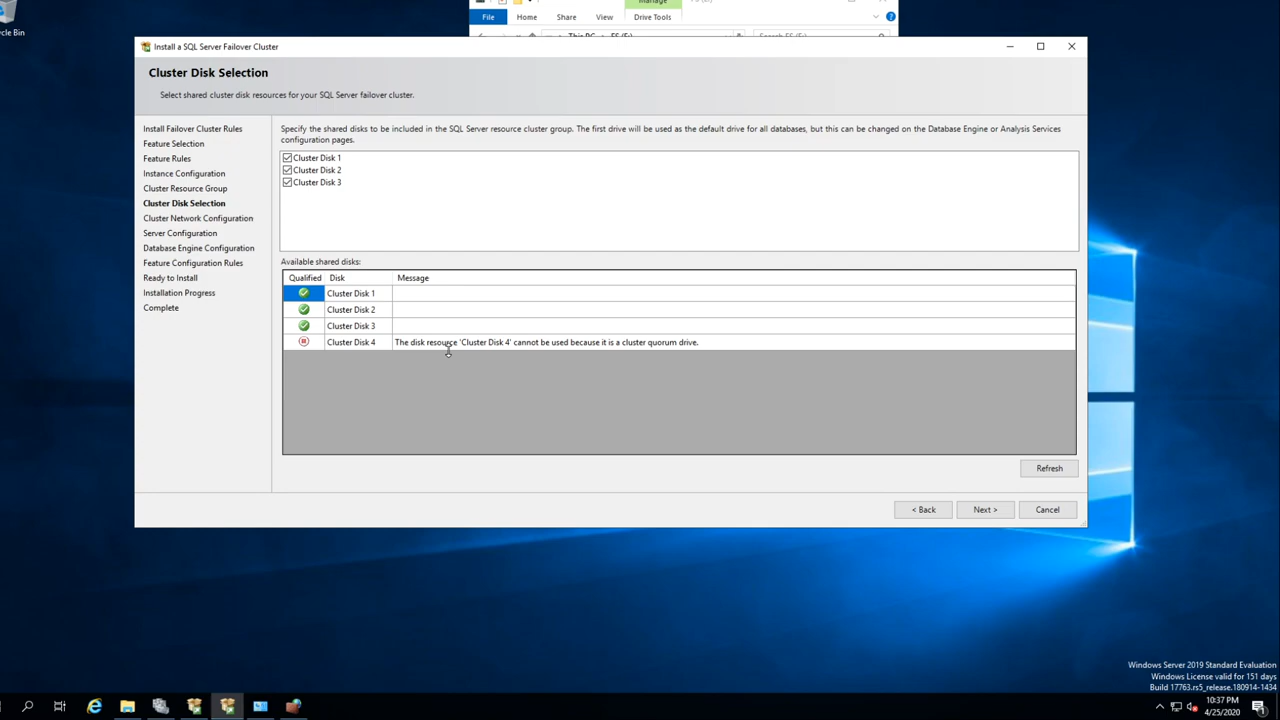 Manage
File Home Share View Drive Tools
This PC
ES (E:)
Install a SQL Server Failover Cluster
Cluster Disk Selection
Select shared cluster disk resources for your SQL Server failover cluster.
Install Failover Cluster Rules
Feature Selection
Feature Rules
Instance Configuration
Cluster Resource Group
Cluster Disk Selection
Cluster Network Configuration
Server Configuration
Database Engine Configuration
Feature Configuration Rules
Ready to Install
Installation Progress
Complete
Specify the shared disks to be included in the SQL Server resource cluster group. The first drive will be used as the default drive for all databases, but this can be changed on the Database Engine or Analysis Services
configuration pages.
Cluster Disk 1
Cluster Disk 2
Cluster Disk 3
Available shared disks:
Qualified Disk Message
Cluster Disk 1
Cluster Disk 2
Cluster Disk 3
Cluster Disk 4 The disk resource 'Cluster Disk 4' cannot be used because it is a cluster quorum drive.
Refresh
< Back Next > Cancel
ycle Bin
Windows Server 2019 Standard Evaluation
Windows License valid for 151 days
Build 17763.rs5_release.180914-1434
10:37 PM
4/25/2020